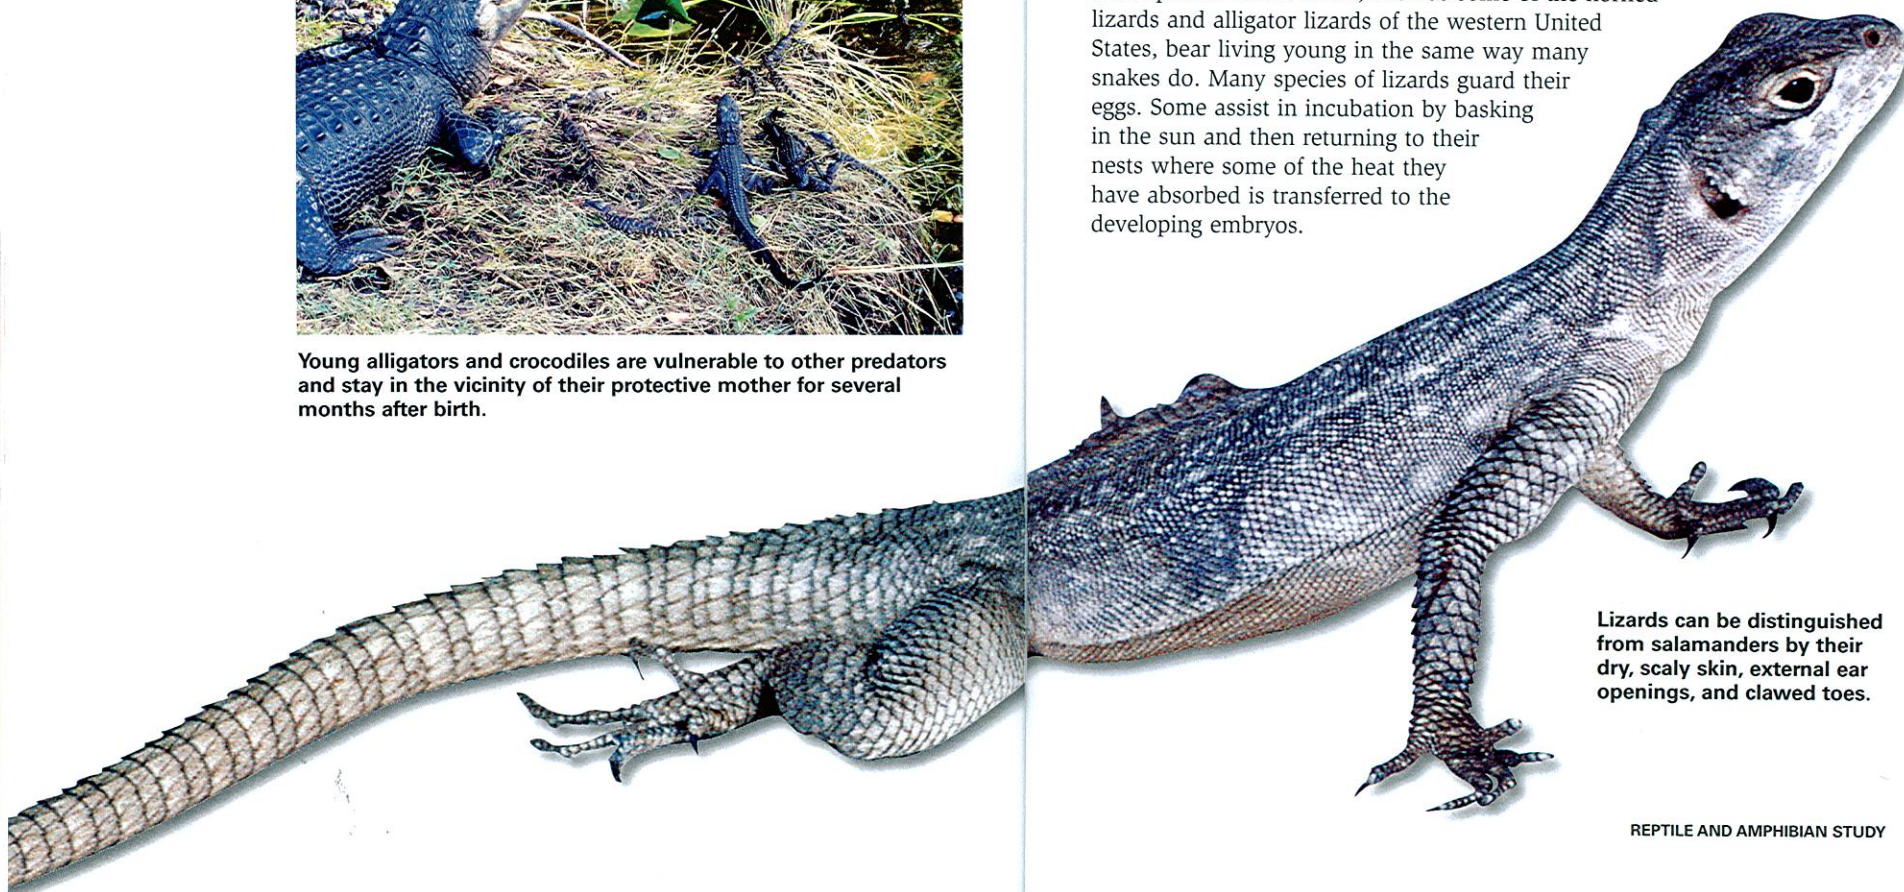 Young alligators and crocodiles are vulnerable to other predators
and stay in the vicinity of their protective mother for several
months after birth.
lizards and alligator lizards of the western United
States, bear living young in the same way many
snakes do. Many species of lizards guard their
eggs. Some assist in incubation by basking
in the sun and then returning to their
nests where some of the heat they
have absorbed is transferred to the
developing embryos.
Lizards can be distinguished
from salamanders by their
dry, scaly skin, external ear
openings, and clawed toes.
REPTILE AND AMPHIBIAN STUDY